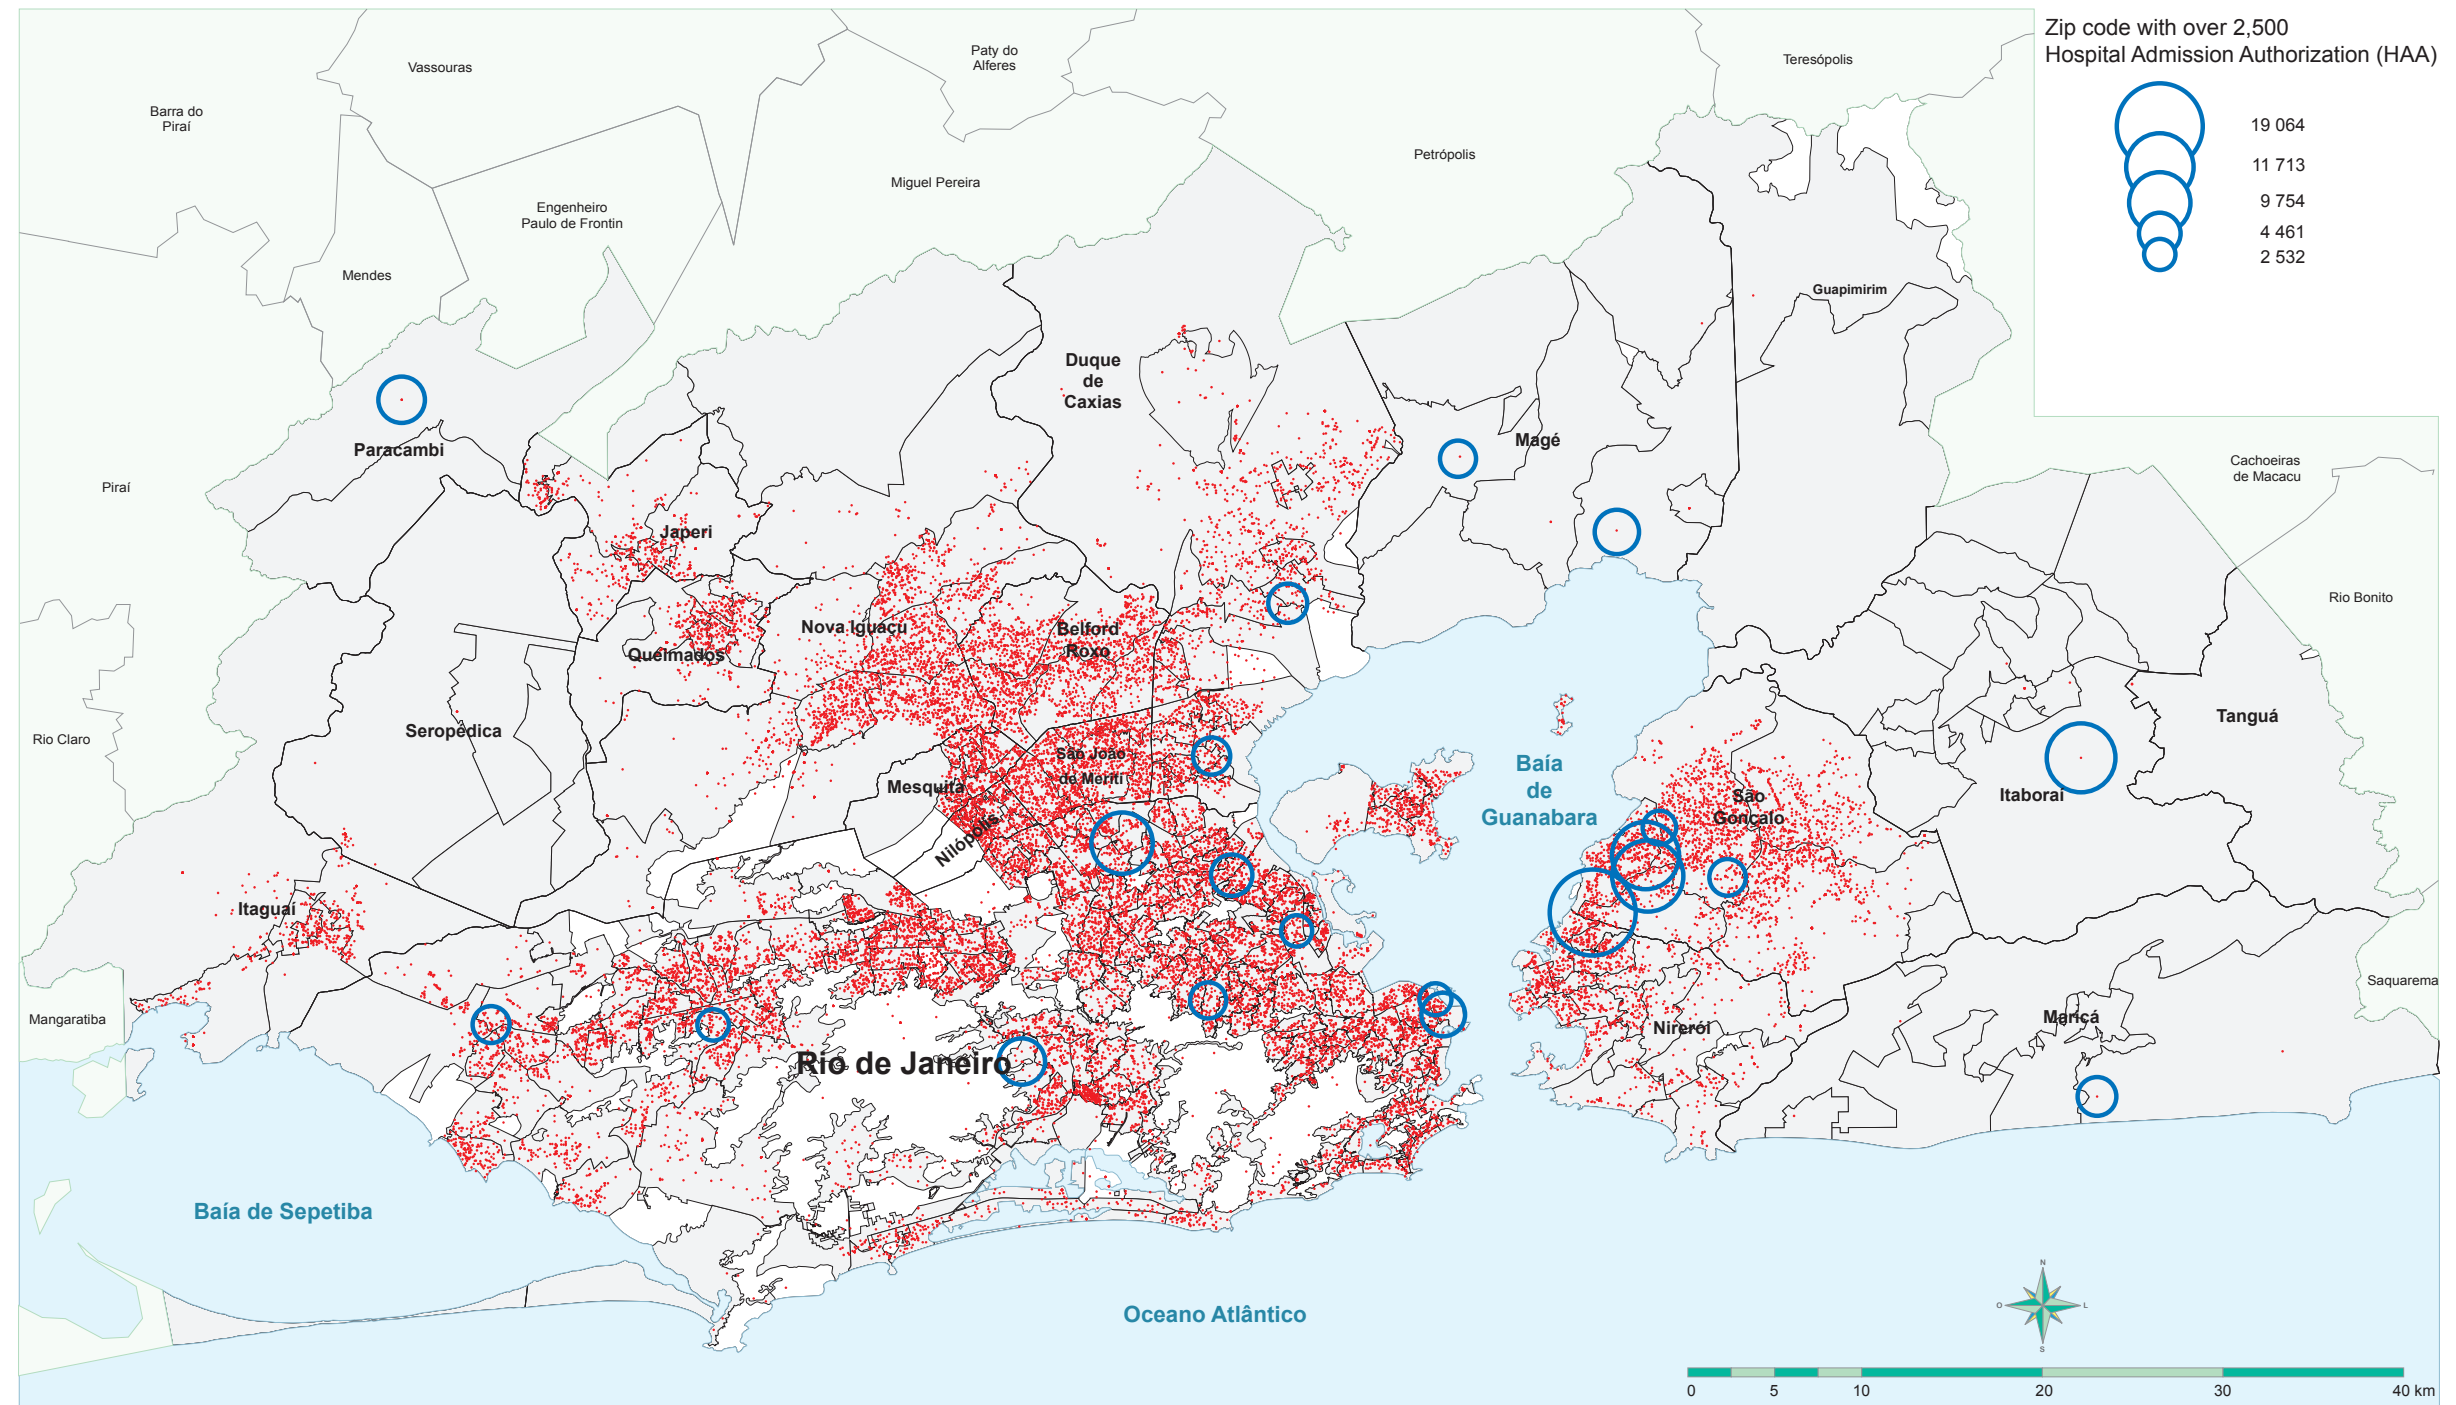 Zip code with over 2,500
Hospital Admission Authorization (HAA)
19 064
11 713
9 754
4 461
2 532
Vassouras
Paty do
Alferes
Teresópolis
Barra do
Piraí
Petrópolis
Miguel Pereira
Engenheiro
Paulo de Frontin
Mendes
Guapimirim
Duque
de
Caxias
Paracambi
Magé
Cachoeiras
de Macacu
Piraí
Japeri
Rio Bonito
Nova Iguaçu
Belford
Roxo
Queimados
Seropédica
Tanguá
Rio Claro
São João
de Meriti
Mesquita
Baía
de
Guanabara
São
Gonçalo
Itaboraí
Nilópolis
Itaguaí
Saquarema
Mangaratiba
Maricá
Nirerói
Rio de Janeiro
Baía de Sepetiba
Oceano Atlântico
N
O
L
S
0
5
10
20
30
40 km